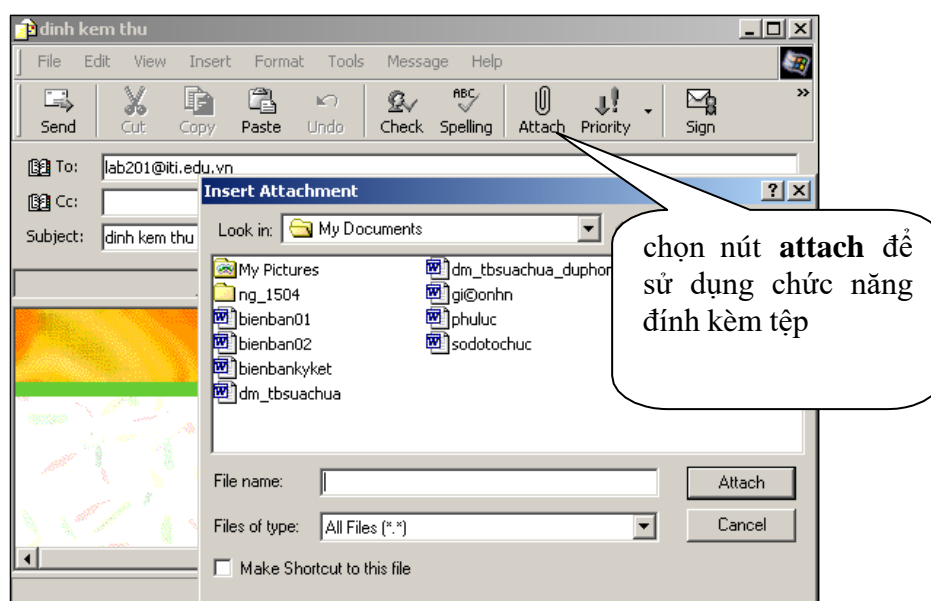 dinh kem thu
File Edit View Insert Format Tools Message Help
Send Cut Copy Paste Undo Check ABC Spelling Attach Priority Sign »
To: lab201@iti.edu.vn
Cc:
Subject: dinh kem thu
Insert Attachment
Look in: My Documents
My Pictures
ng_1504
bienban01
bienban02
bienbankyket
dm_tbsuachua
dm_tbsuachua_duphon
gi©onhn
phuluc
sodotochuc
chọn nút attach để
sử dụng chức năng
đính kèm tệp
File name: Attach
Files of type: All Files (*.*) Cancel
Make Shortcut to this file